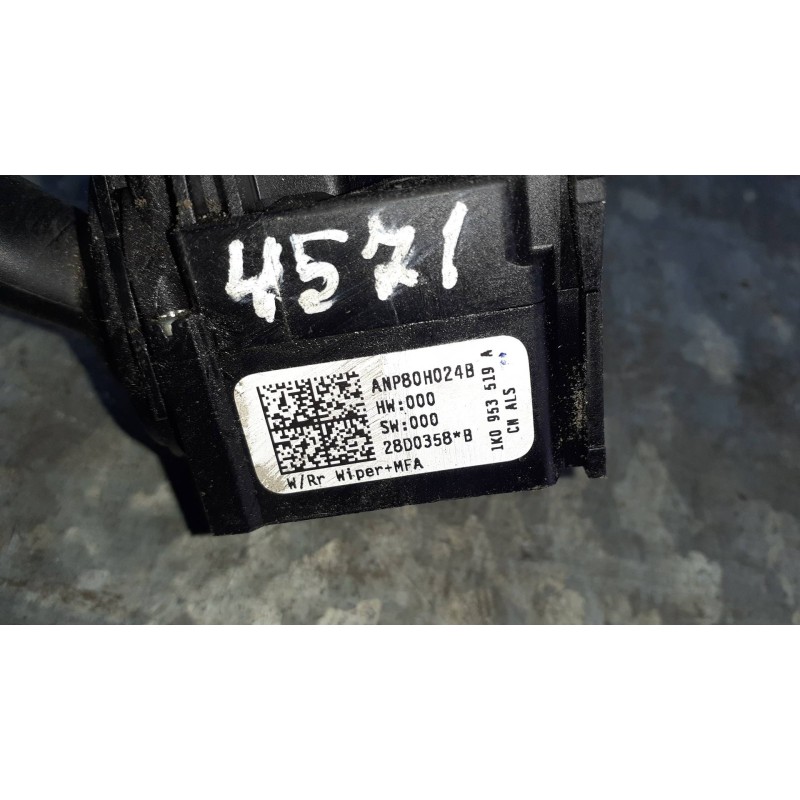 4571
ANP80H024B
HW:000
SW:000
28D0358*B
W/Rr Wiper+MFA
1K0 953 519 A
CN ALS